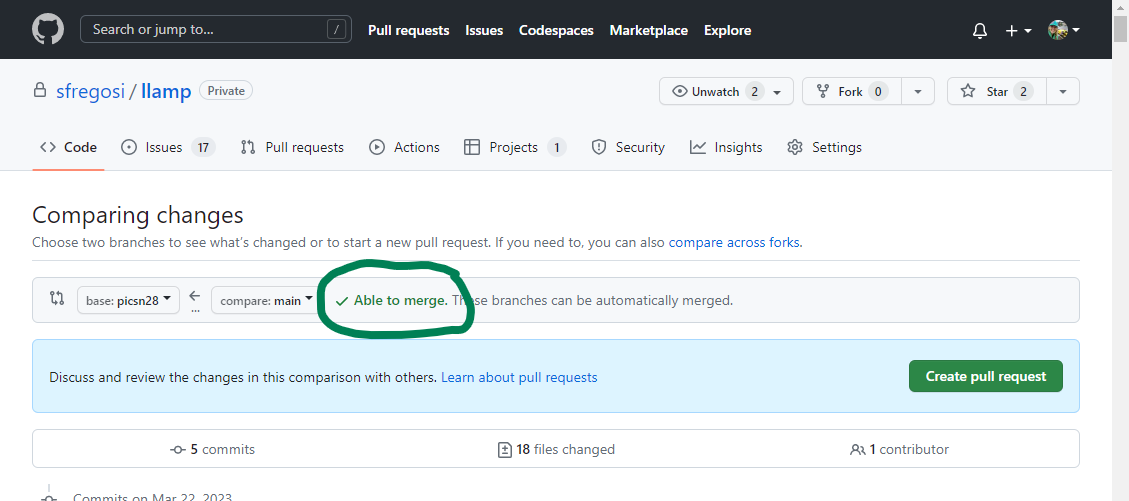 Search or jump to... / Pull requests Issues Codespaces Marketplace Explore
sfregosi / llamp Private Unwatch 2 Fork 0 Star 2
Code Issues 17 Pull requests Actions Projects 1 Security Insights Settings
Comparing changes
Choose two branches to see what's changed or to start a new pull request. If you need to, you can also compare across forks.
base: picsn28 ← compare: main ✓ Able to merge. These branches can be automatically merged.
...
Discuss and review the changes in this comparison with others. Learn about pull requests Create pull request
5 commits 18 files changed 1 contributor
Commits on Mar 22, 2023